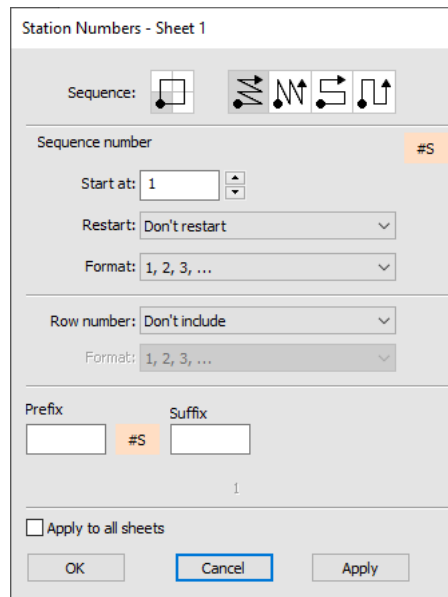 Station Numbers - Sheet 1
Sequence:
Sequence number
#S
Start at: 1
Restart: Don't restart
Format: 1, 2, 3, ...
Row number: Don't include
Format: 1, 2, 3, ...
Prefix Suffix
#S
1
Apply to all sheets
OK Cancel Apply